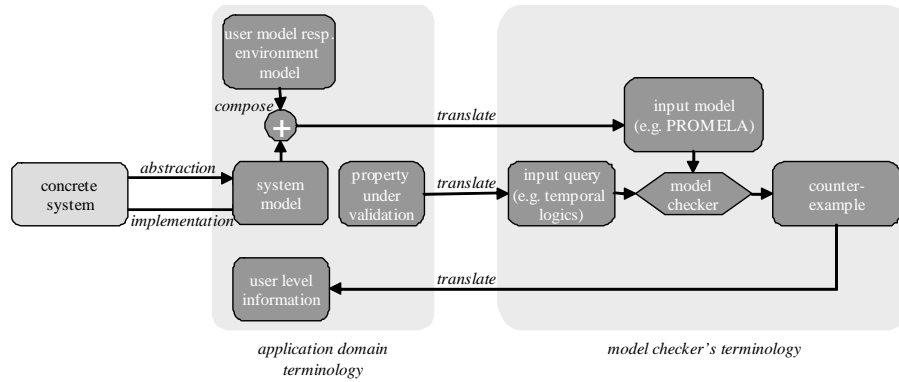 user model resp.
environment
model
compose
+
translate
input model
(e.g. PROMELA)
abstraction
concrete
system
implementation
system
model
property
under
validation
translate
input query
(e.g. temporal
logics)
model
checker
counter-
example
user level
information
translate
application domain
terminology
model checker's terminology